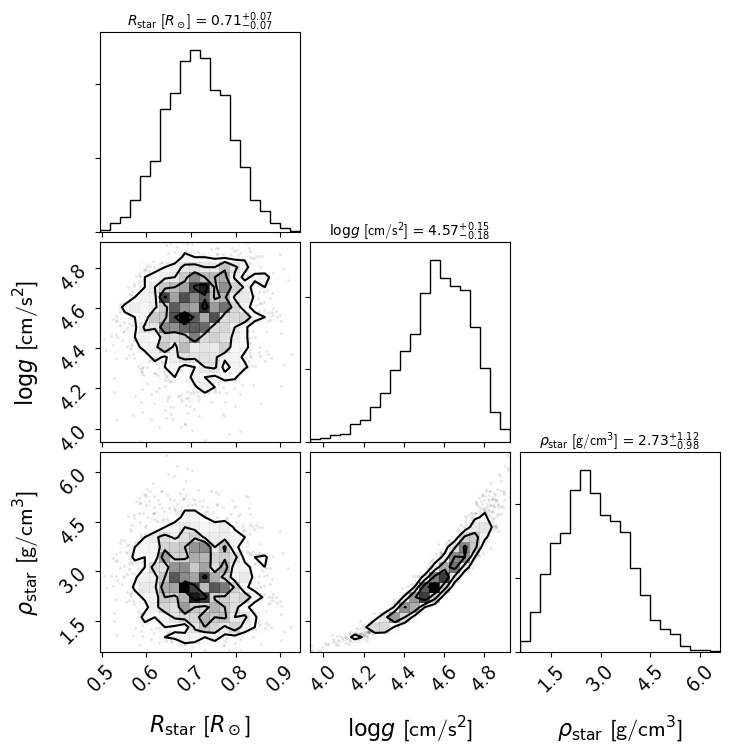 R_star [R_⊙] = 0.71^{+0.07}_{-0.07}
logg [cm/s²] = 4.57^{+0.15}_{-0.18}
4.8
4.6
4.4
4.2
4.0
logg [cm/s²]
ρ_star [g/cm³] = 2.73^{+1.12}_{-0.98}
6.0
4.5
3.0
1.5
ρ_star [g/cm³]
0.5 0.6 0.7 0.8 0.9 4.0 4.2 4.4 4.6 4.8 1.5 3.0 4.5 6.0
R_star [R_⊙] logg [cm/s²] ρ_star [g/cm³]